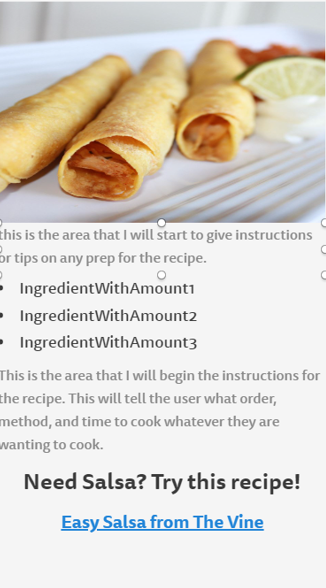 this is the area that I will start to give instructions
or tips on any prep for the recipe.
• IngredientWithAmount1
• IngredientWithAmount2
• IngredientWithAmount3
This is the area that I will begin the instructions for
the recipe. This will tell the user what order,
method, and time to cook whatever they are
wanting to cook.
Need Salsa? Try this recipe!
Easy Salsa from The Vine